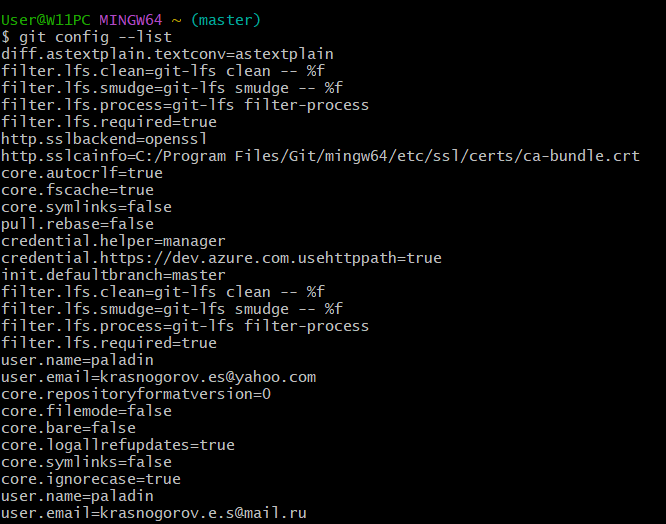 User@W11PC MINGW64 ~ (master)
$ git config --list
diff.astextplain.textconv=astextplain
filter.lfs.clean=git-lfs clean -- %f
filter.lfs.smudge=git-lfs smudge -- %f
filter.lfs.process=git-lfs filter-process
filter.lfs.required=true
http.sslbackend=openssl
http.sslcainfo=C:/Program Files/Git/mingw64/etc/ssl/certs/ca-bundle.crt
core.autocrlf=true
core.fscache=true
core.symlinks=false
pull.rebase=false
credential.helper=manager
credential.https://dev.azure.com.usehttppath=true
init.defaultbranch=master
filter.lfs.clean=git-lfs clean -- %f
filter.lfs.smudge=git-lfs smudge -- %f
filter.lfs.process=git-lfs filter-process
filter.lfs.required=true
user.name=paladin
user.email=krasnogorov.es@yahoo.com
core.repositoryformatversion=0
core.filemode=false
core.bare=false
core.logallrefupdates=true
core.symlinks=false
core.ignorecase=true
user.name=paladin
user.email=krasnogorov.e.s@mail.ru